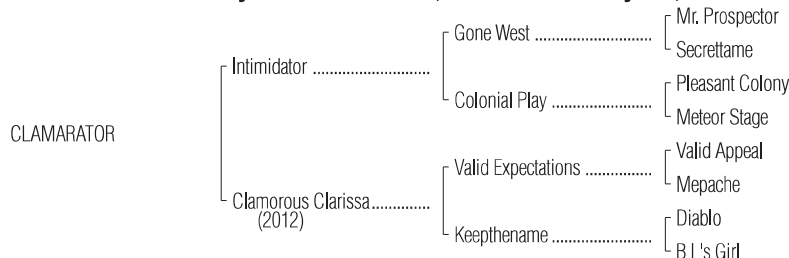 Mr. Prospector
Gone West
Secrettame
Intimidator
Pleasant Colony
Colonial Play
Meteor Stage
CLAMARATOR
Valid Appeal
Valid Expectations
Mepache
Clamorous Clarissa
(2012)
Diablo
Keepthename
B L's Girl